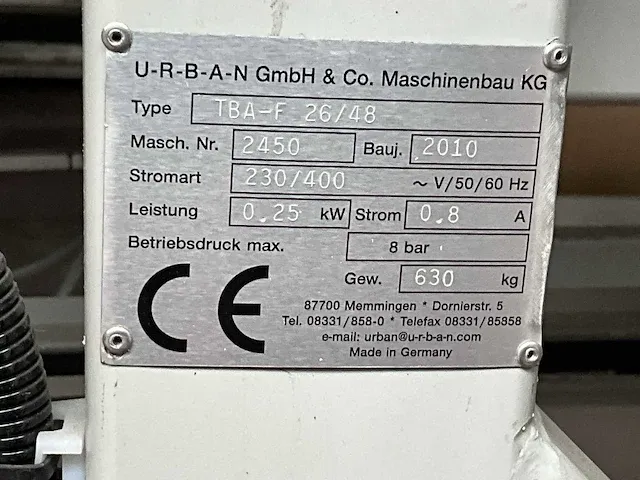 U-R-B-A-N GmbH & Co. Maschinenbau KG
Type TBA-F 26/48
Masch. Nr. 2450 Bauj. 2010
Stromart 230/400 ~ V/50/60 Hz
Leistung 0.25 kW Strom 0.8 A
Betriebsdruck max. 8 bar
Gew. 630 kg
CE
87700 Memmingen * Dornierstr. 5
Tel. 08331/858-0 * Telefax 08331/85858
e-mail: urban@u-r-b-a-n.com
Made in Germany